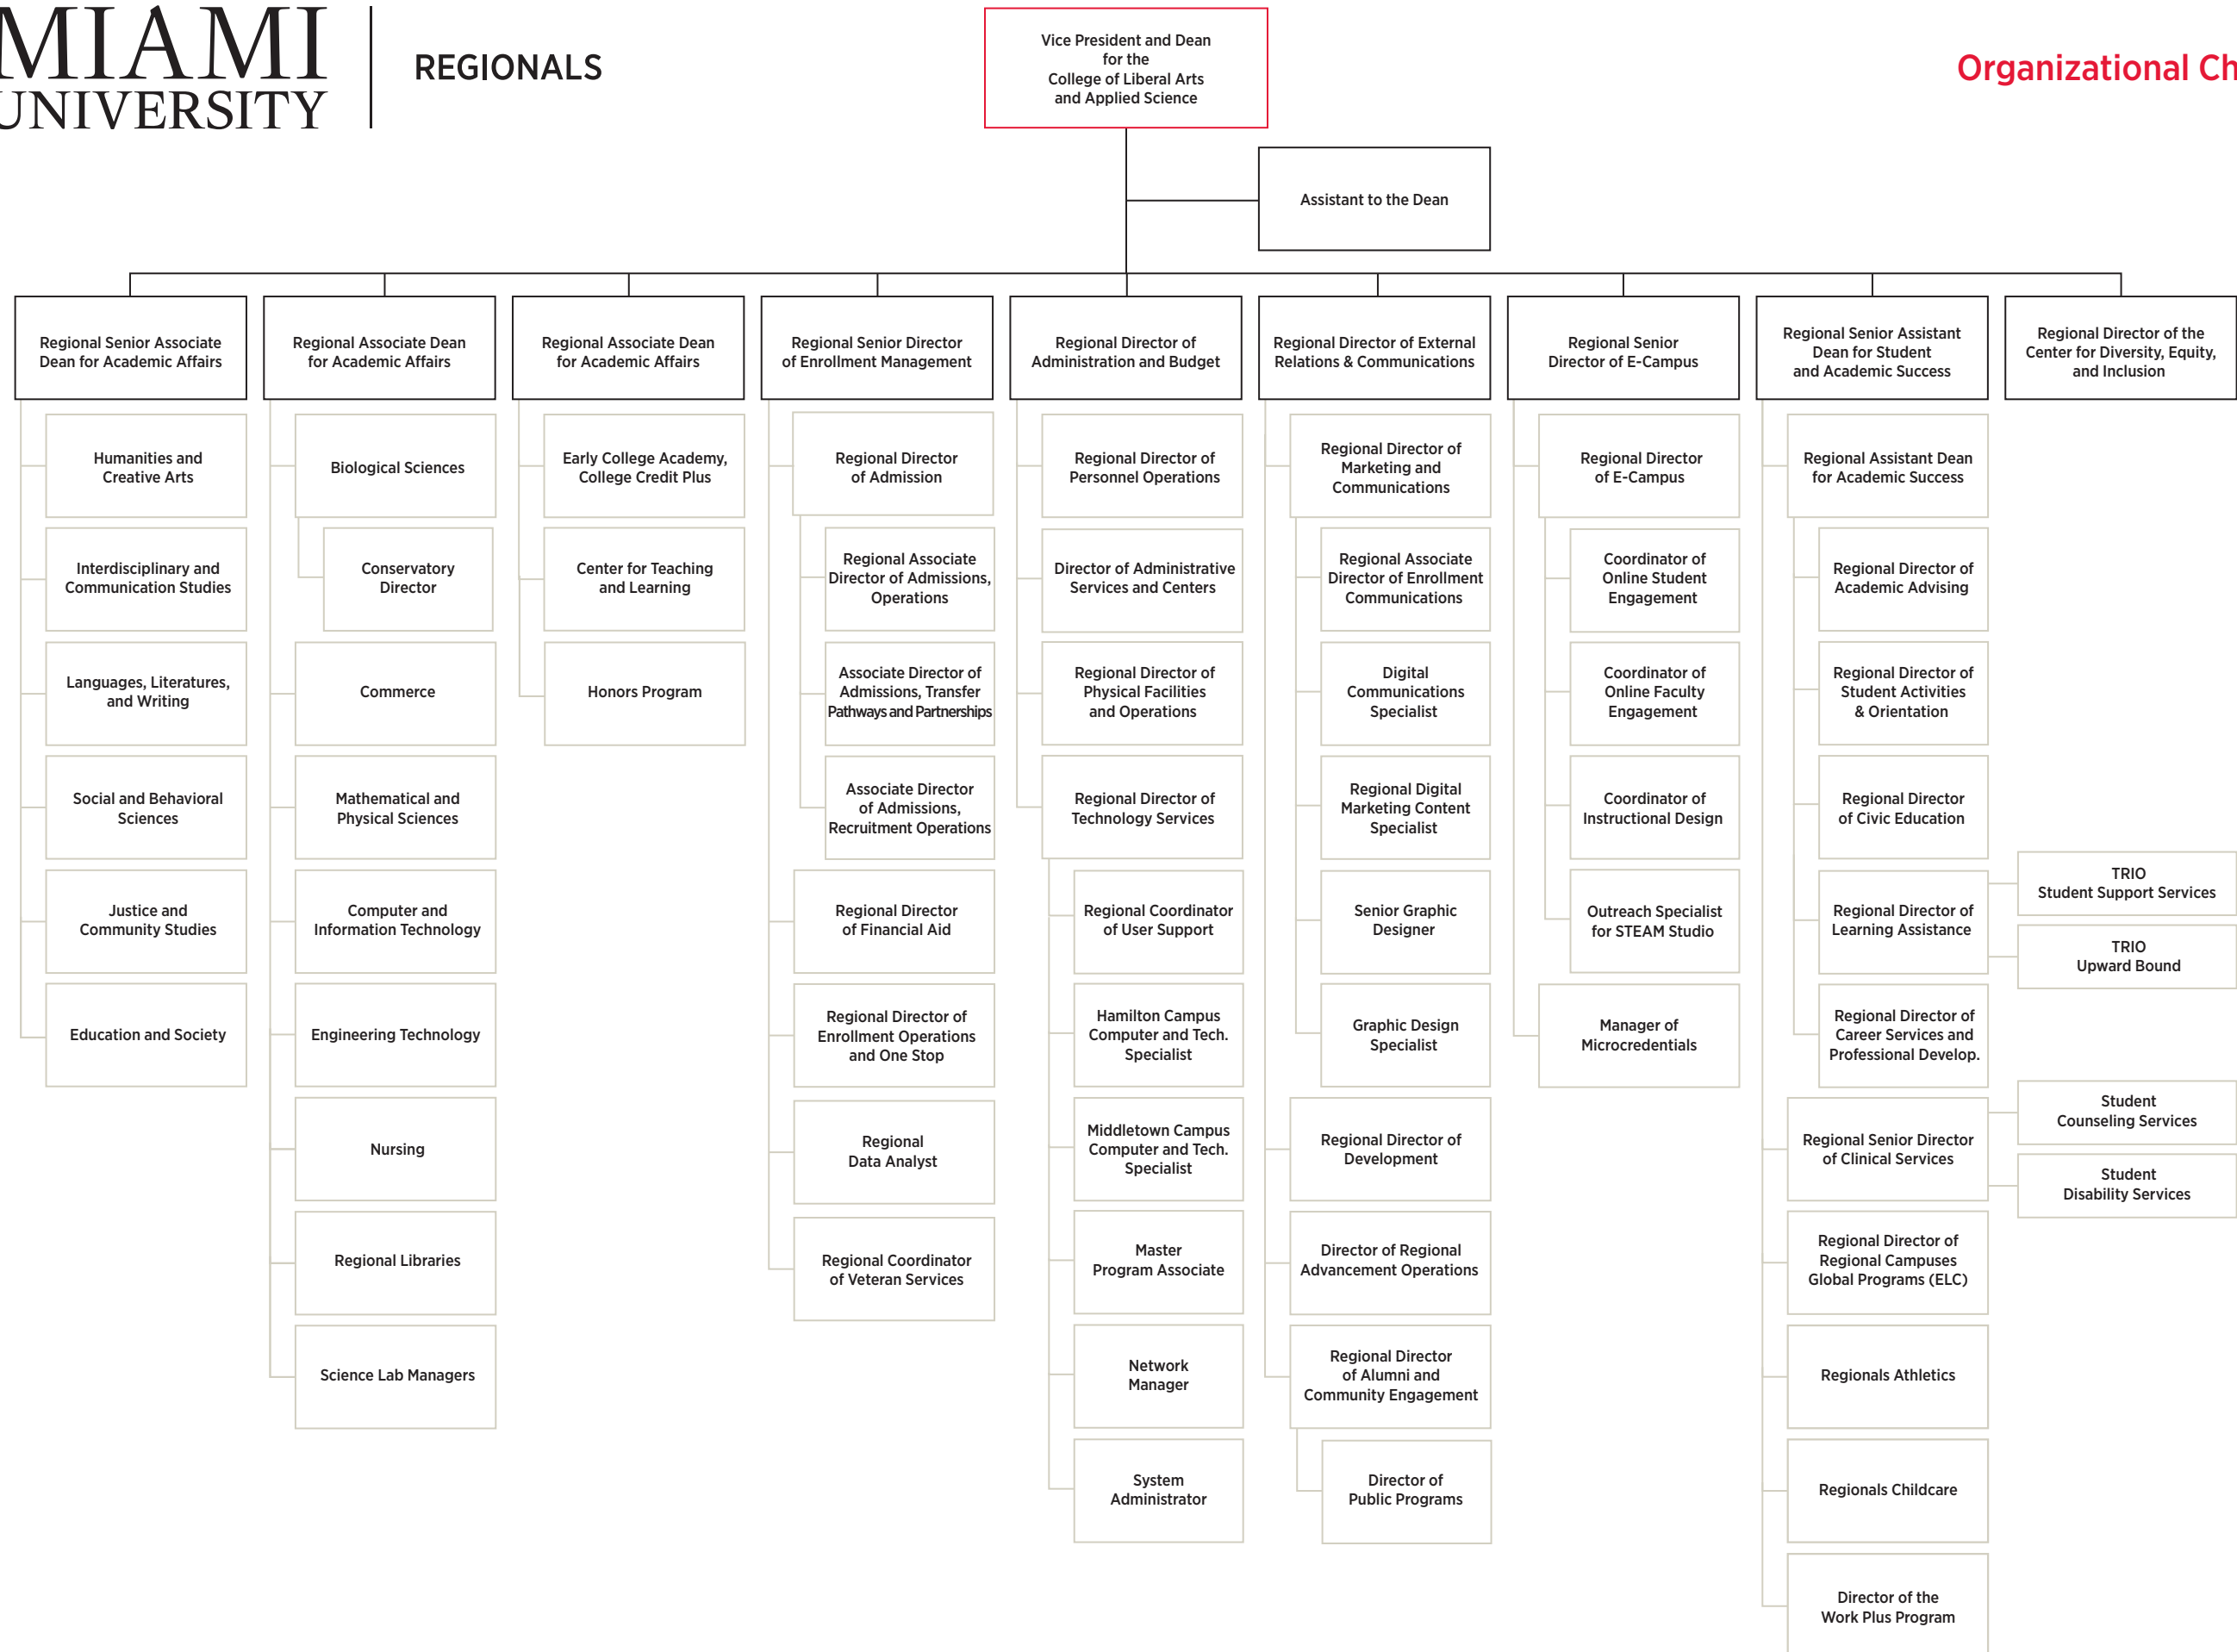 MIAMI
UNIVERSITY
REGIONALS
Vice President and Dean
for the
College of Liberal Arts
and Applied Science
Organizational Ch
Assistant to the Dean
Regional Senior Associate
Dean for Academic Affairs
Regional Associate Dean
for Academic Affairs
Regional Associate Dean
for Academic Affairs
Regional Senior Director
of Enrollment Management
Regional Director of
Administration and Budget
Regional Director of External
Relations & Communications
Regional Senior
Director of E-Campus
Regional Senior Assistant
Dean for Student
and Academic Success
Regional Director of the
Center for Diversity, Equity,
and Inclusion
Humanities and
Creative Arts
Interdisciplinary and
Communication Studies
Languages, Literatures,
and Writing
Social and Behavioral
Sciences
Justice and
Community Studies
Education and Society
Biological Sciences
Conservatory
Director
Commerce
Mathematical and
Physical Sciences
Computer and
Information Technology
Engineering Technology
Nursing
Regional Libraries
Science Lab Managers
Early College Academy,
College Credit Plus
Center for Teaching
and Learning
Honors Program
Regional Director
of Admission
Regional Associate
Director of Admissions,
Operations
Associate Director of
Admissions, Transfer
Pathways and Partnerships
Associate Director
of Admissions,
Recruitment Operations
Regional Director
of Financial Aid
Regional Director of
Enrollment Operations
and One Stop
Regional
Data Analyst
Regional Coordinator
of Veteran Services
Regional Director of
Personnel Operations
Director of Administrative
Services and Centers
Regional Director of
Physical Facilities
and Operations
Regional Director of
Technology Services
Regional Coordinator
of User Support
Hamilton Campus
Computer and Tech.
Specialist
Middletown Campus
Computer and Tech.
Specialist
Master
Program Associate
Network
Manager
System
Administrator
Regional Director of
Marketing and
Communications
Regional Associate
Director of Enrollment
Communications
Digital
Communications
Specialist
Regional Digital
Marketing Content
Specialist
Senior Graphic
Designer
Graphic Design
Specialist
Regional Director of
Development
Director of Regional
Advancement Operations
Regional Director
of Alumni and
Community Engagement
Director of
Public Programs
Regional Director
of E-Campus
Coordinator of
Online Student
Engagement
Coordinator of
Online Faculty
Engagement
Coordinator of
Instructional Design
Outreach Specialist
for STEAM Studio
Manager of
Microcredentials
Regional Assistant Dean
for Academic Success
Regional Director of
Academic Advising
Regional Director of
Student Activities
& Orientation
Regional Director
of Civic Education
Regional Director of
Learning Assistance
TRIO
Student Support Services
TRIO
Upward Bound
Regional Director of
Career Services and
Professional Develop.
Regional Senior Director
of Clinical Services
Student
Counseling Services
Student
Disability Services
Regional Director of
Regional Campuses
Global Programs (ELC)
Regionals Athletics
Regionals Childcare
Director of the
Work Plus Program